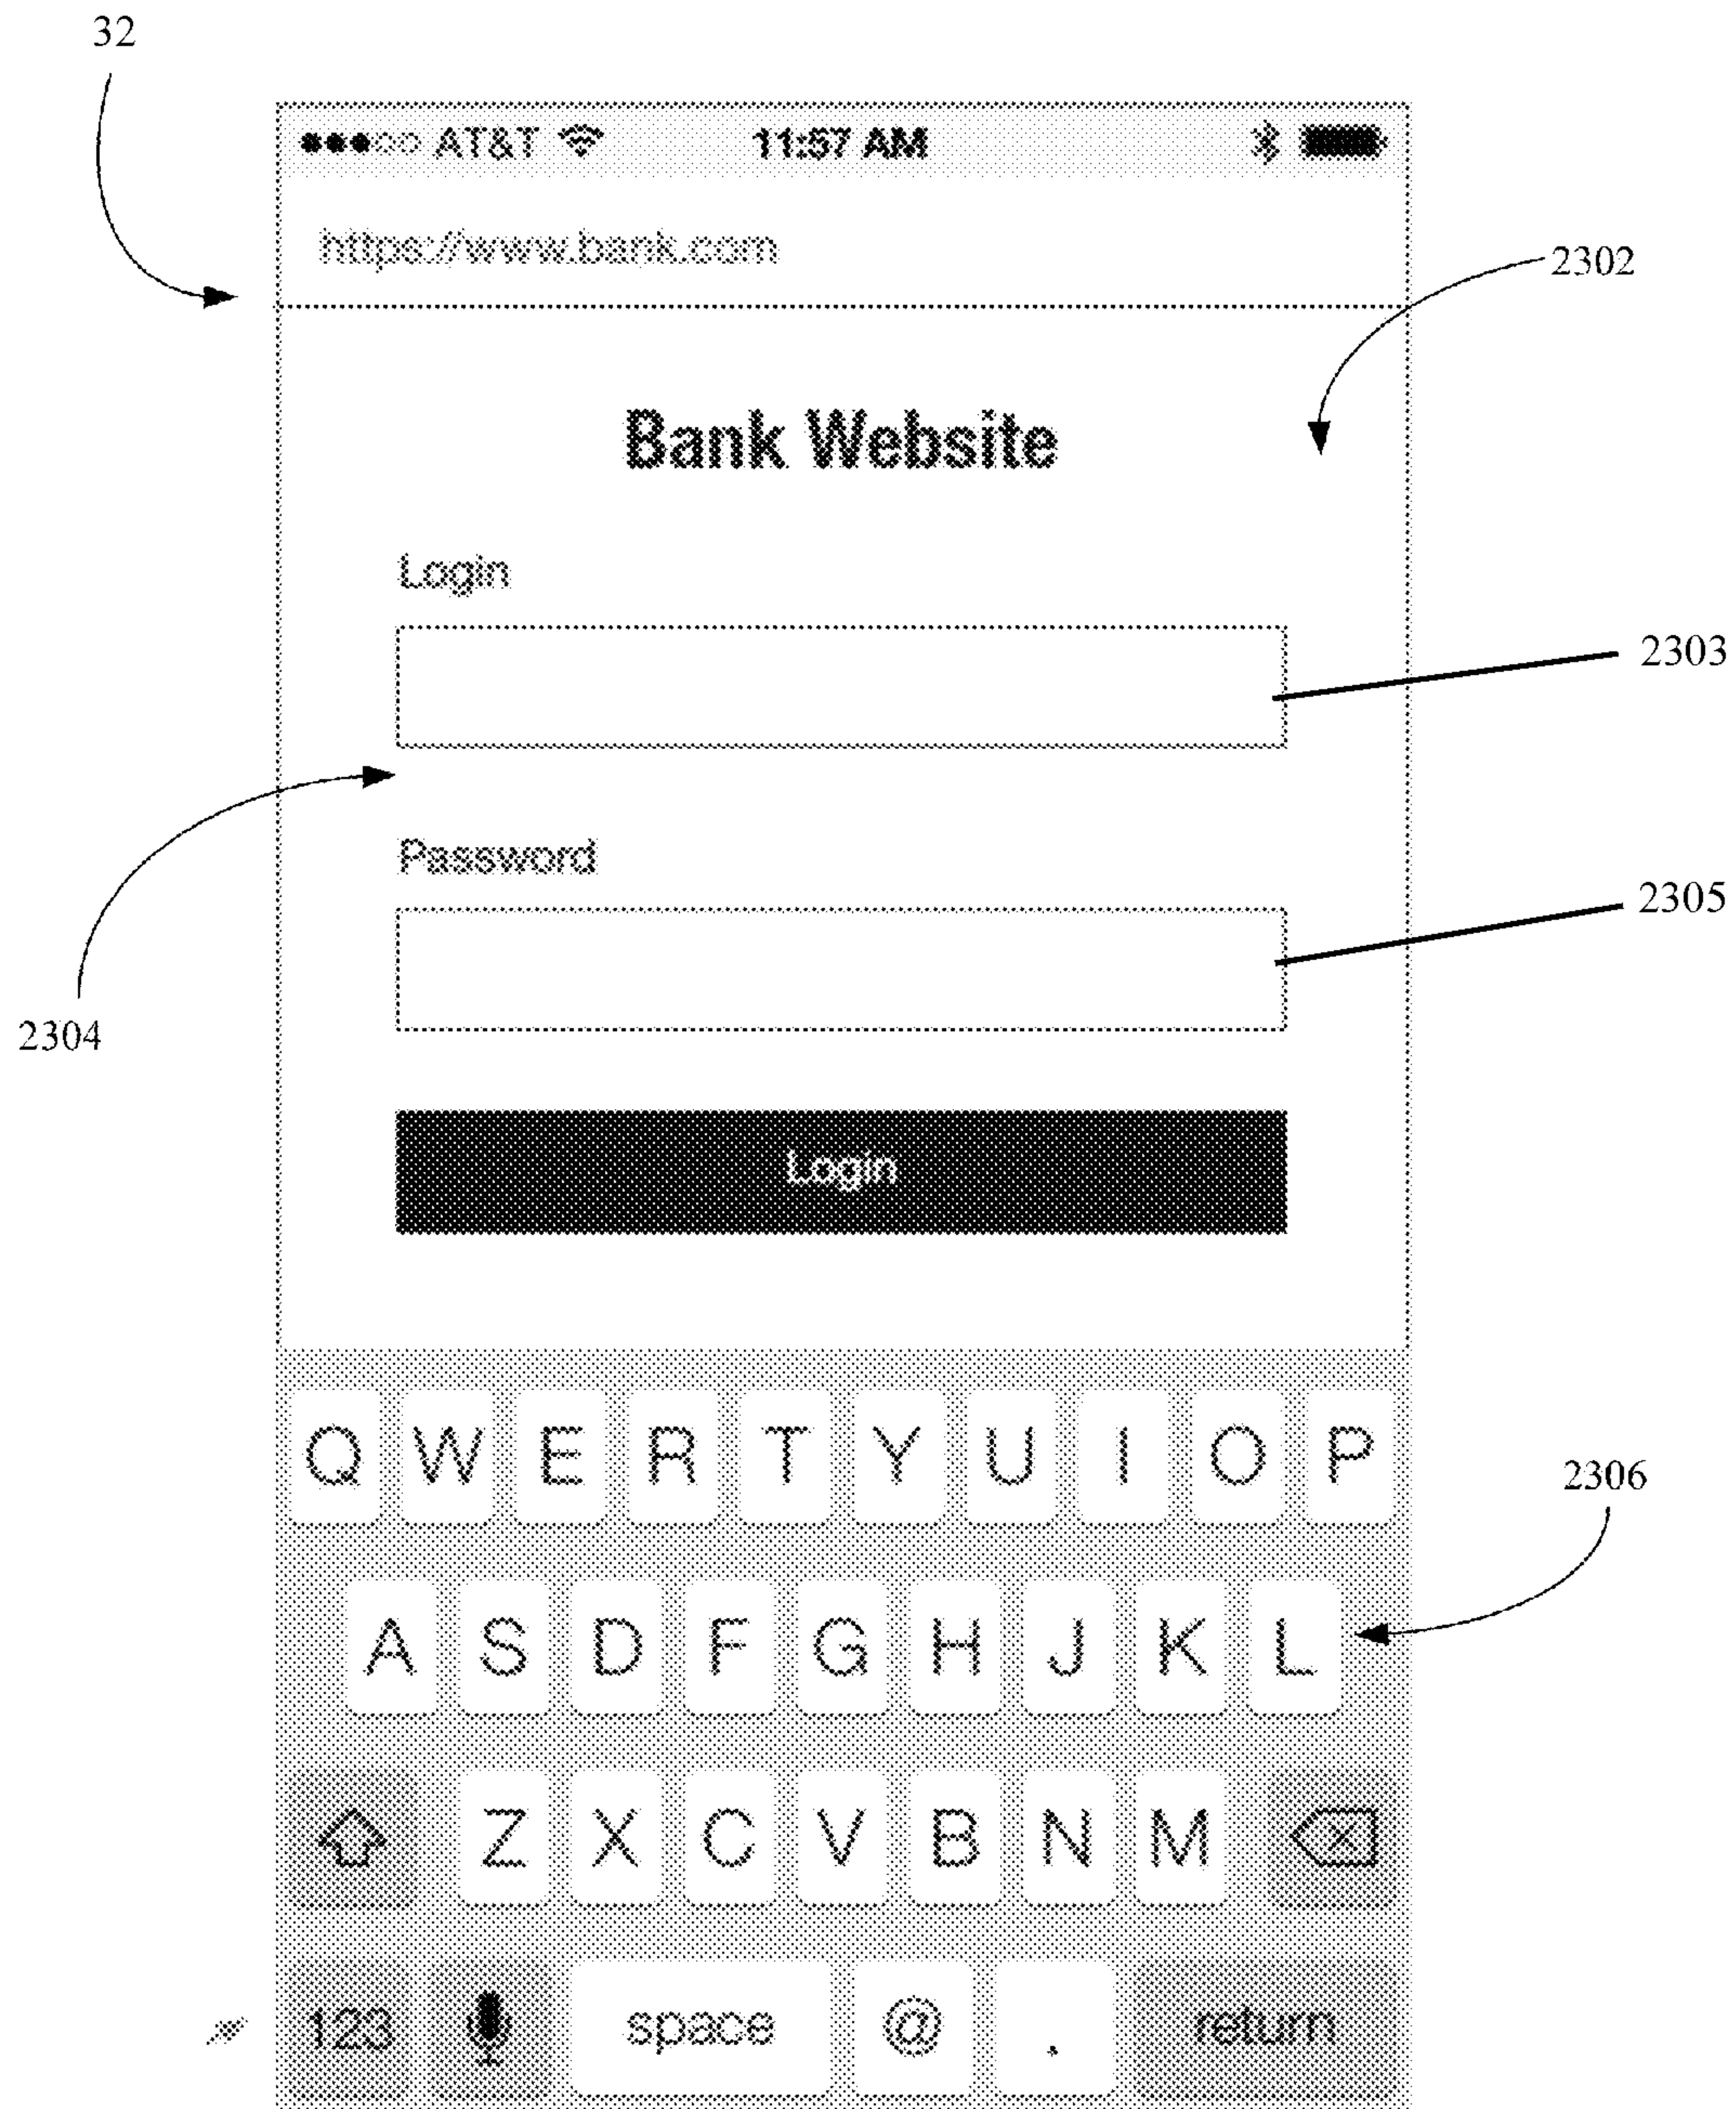 32
AT&T 11:57 AM
https://www.bank.com
2302
Bank Website
Login
2303
Password
2305
2304
Login
Q W E R T Y U I O P
2306
A S D F G H J K L
Z X C V B N M
123 space @ . return